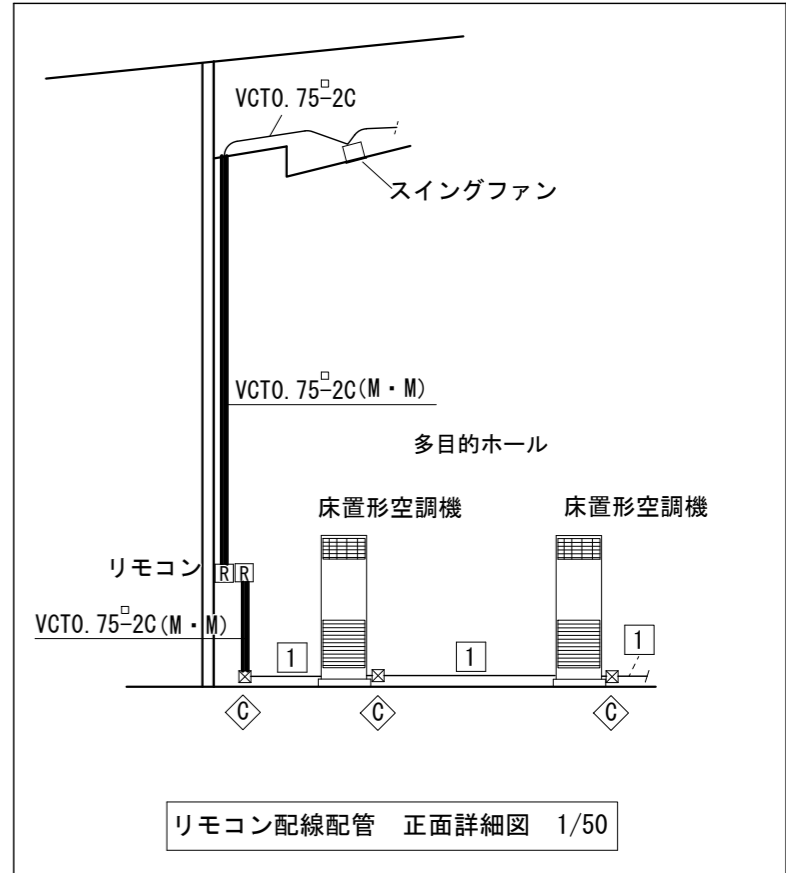 VCT0.75□-2C
スイングファン
VCT0.75□-2C(M・M)
多目的ホール
床置形空調機 床置形空調機
リモコン R R
VCT0.75□-2C(M・M)
1 1 1
C C C
リモコン配線配管 正面詳細図 1/50